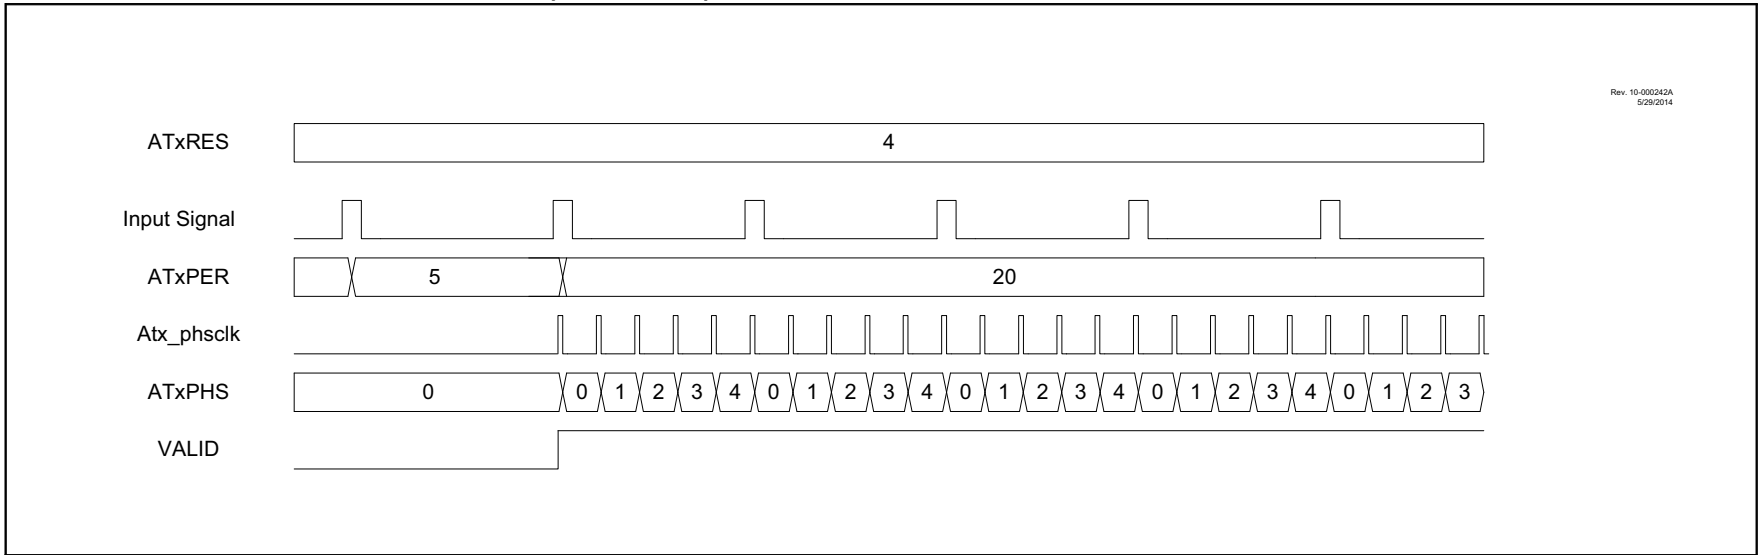 Rev. 10-000242A
5/29/2014
ATxRES 4
Input Signal
ATxPER 5 20
Atx_phsclk
ATxPHS 0 0 1 2 3 4 0 1 2 3 4 0 1 2 3 4 0 1 2 3 4 0 1 2 3
VALID